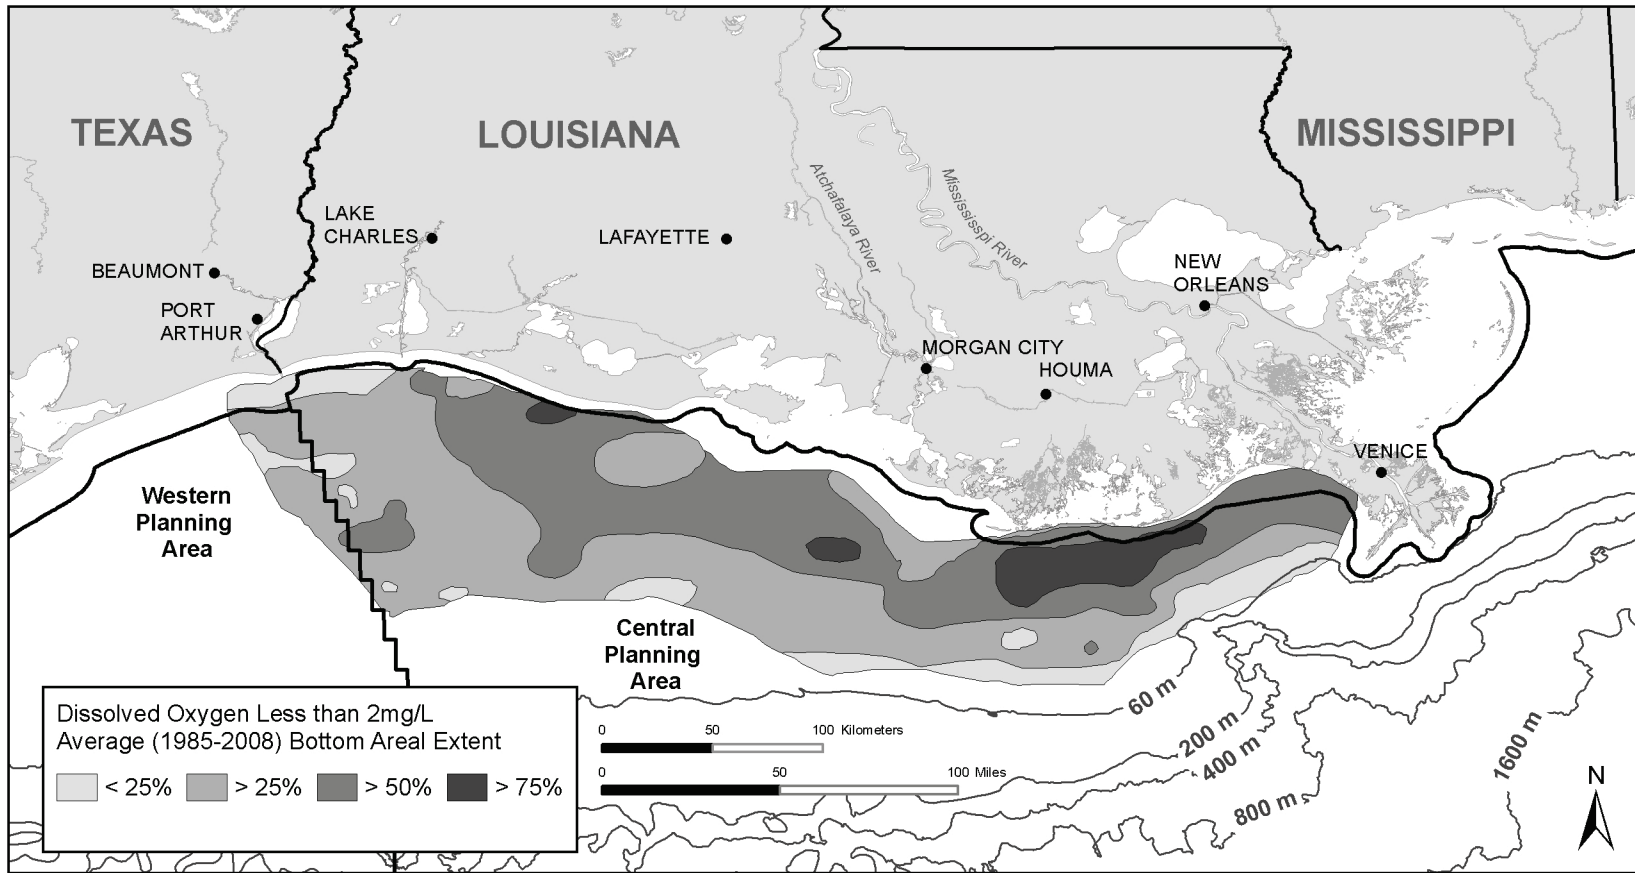 TEXAS
LOUISIANA
MISSISSIPPI
Atchafalaya River
Mississippi River
LAKE
CHARLES
LAFAYETTE
BEAUMONT
NEW
ORLEANS
PORT
ARTHUR
MORGAN CITY
HOUMA
VENICE
Western
Planning
Area
Central
Planning
Area
60 m
200 m
400 m
800 m
1600 m
Dissolved Oxygen Less than 2mg/L
Average (1985-2008) Bottom Areal Extent
< 25%
> 25%
> 50%
> 75%
0 50 100 Kilometers
0 50 100 Miles
N